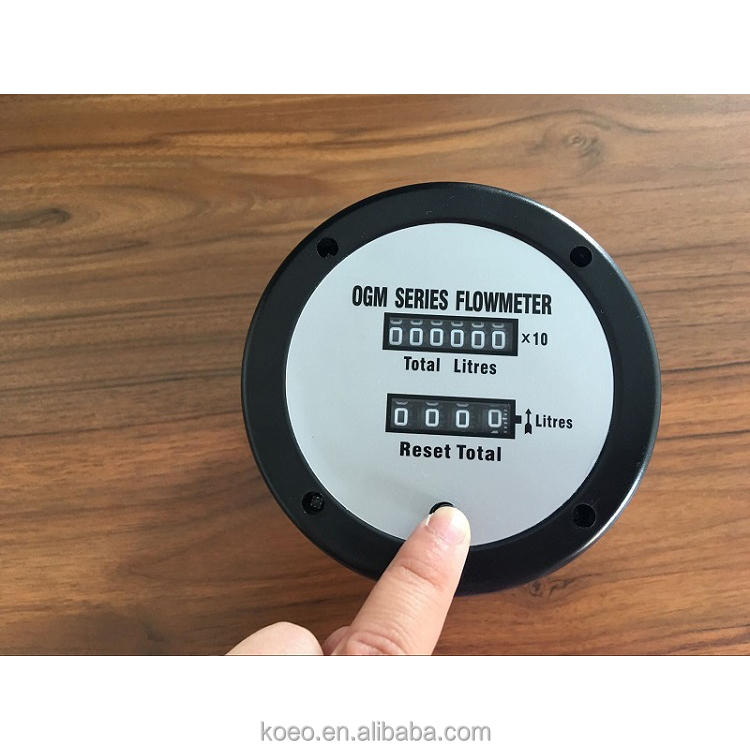 OGM SERIES FLOWMETER
000000 ×10
Total Litres
0000 Litres
Reset Total
koeo.en.alibaba.com